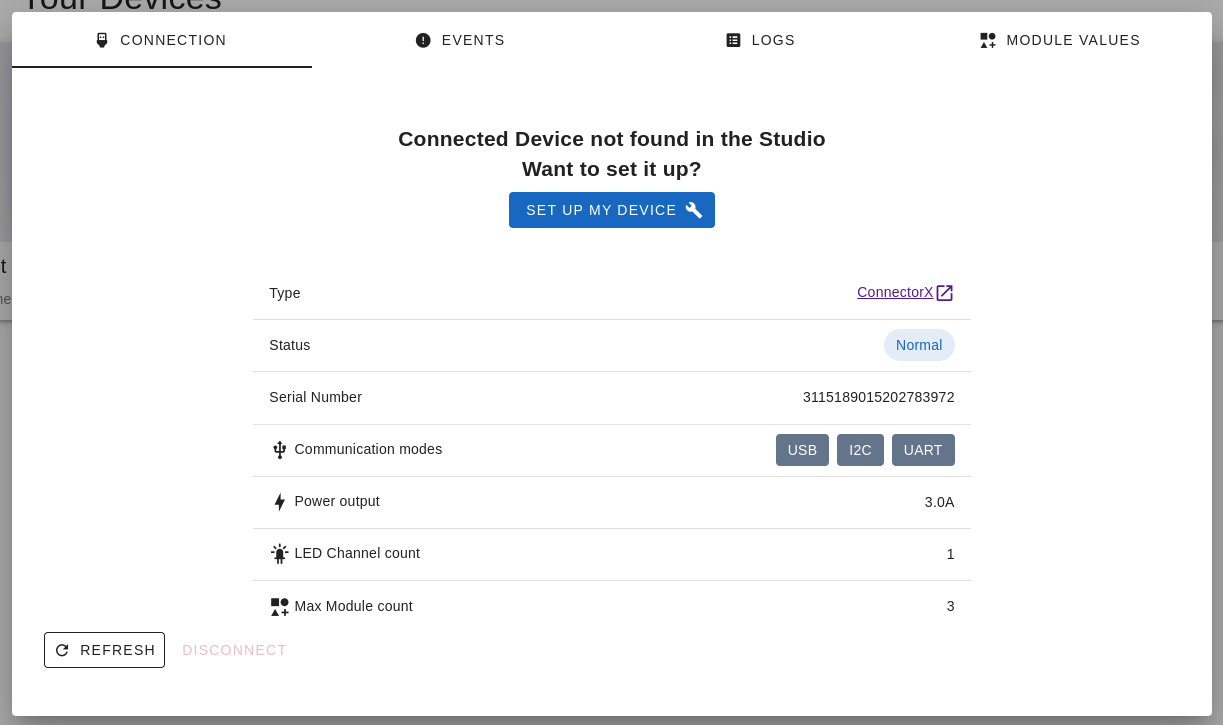 Your Devices
CONNECTION
EVENTS
LOGS
MODULE VALUES
Connected Device not found in the Studio
Want to set it up?
SET UP MY DEVICE
Type
ConnectorX
Status
Normal
Serial Number
3115189015202783972
Communication modes
USB
I2C
UART
Power output
3.0A
LED Channel count
1
Max Module count
3
REFRESH
DISCONNECT